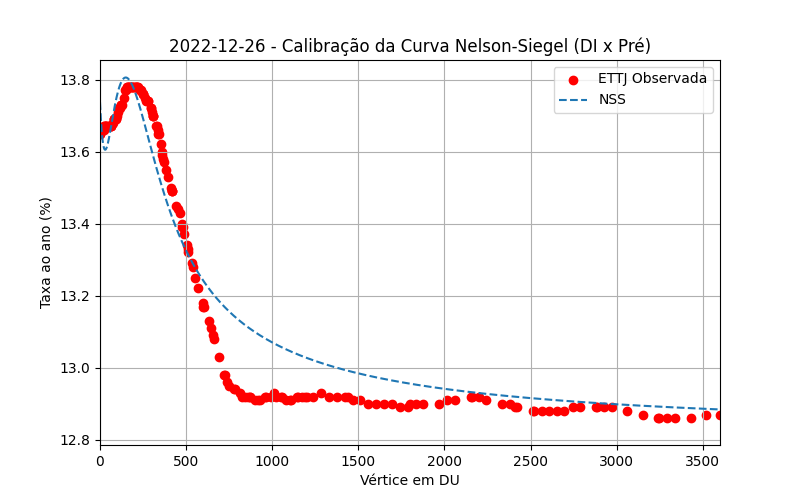 2022-12-26 - Calibração da Curva Nelson-Siegel (DI x Pré)
ETTJ Observada
NSS
Taxa ao ano (%)
13.8
13.6
13.4
13.2
13.0
12.8
0 500 1000 1500 2000 2500 3000 3500
Vértice em DU